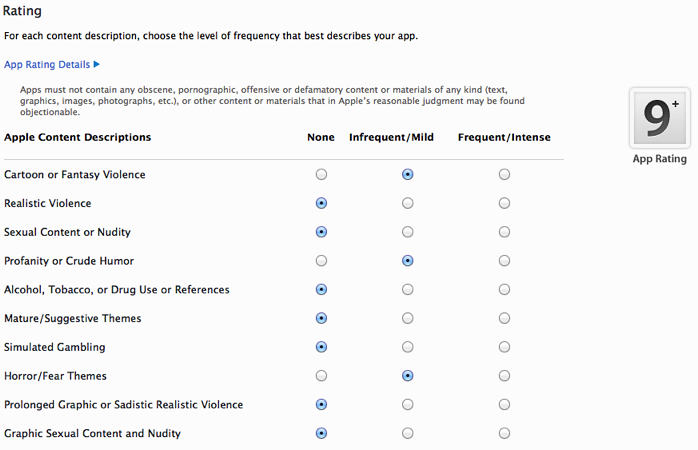 Rating
For each content description, choose the level of frequency that best describes your app.
App Rating Details ▶
Apps must not contain any obscene, pornographic, offensive or defamatory content or materials of any kind (text,
graphics, images, photographs, etc.), or other content or materials that in Apple's reasonable judgment may be found
objectionable.
9+
App Rating
Apple Content Descriptions None Infrequent/Mild Frequent/Intense
Cartoon or Fantasy Violence
Realistic Violence
Sexual Content or Nudity
Profanity or Crude Humor
Alcohol, Tobacco, or Drug Use or References
Mature/Suggestive Themes
Simulated Gambling
Horror/Fear Themes
Prolonged Graphic or Sadistic Realistic Violence
Graphic Sexual Content and Nudity